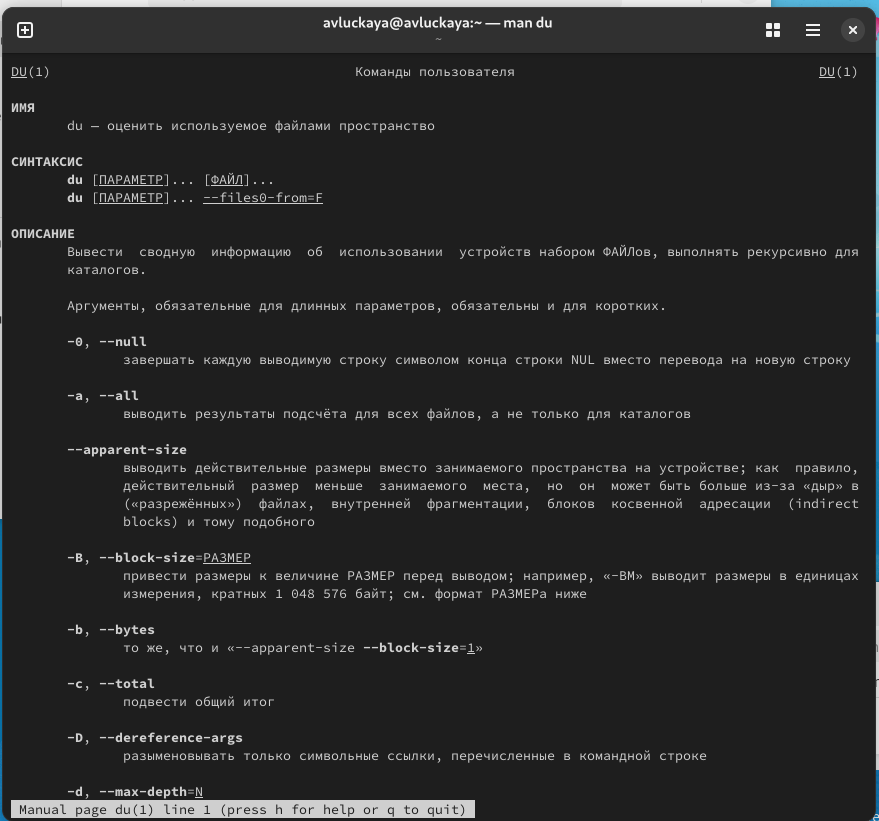 avluckaya@avluckaya:~ — man du
~
DU(1) Команды пользователя DU(1)
ИМЯ
du – оценить используемое файлами пространство
СИНТАКСИС
du [ПАРАМЕТР]... [ФАЙЛ]...
du [ПАРАМЕТР]... --files0-from=F
ОПИСАНИЕ
Вывести сводную информацию об использовании устройств набором ФАЙЛов, выполнять рекурсивно для
каталогов.
Аргументы, обязательные для длинных параметров, обязательны и для коротких.
-0, --null
завершать каждую выводимую строку символом конца строки NUL вместо перевода на новую строку
-a, --all
выводить результаты подсчёта для всех файлов, а не только для каталогов
--apparent-size
выводить действительные размеры вместо занимаемого пространства на устройстве; как правило,
действительный размер меньше занимаемого места, но он может быть больше из-за «дыр» в
(«разрежённых») файлах, внутренней фрагментации, блоков косвенной адресации (indirect
blocks) и тому подобного
-B, --block-size=РАЗМЕР
привести размеры к величине РАЗМЕР перед выводом; например, «-BM» выводит размеры в единицах
измерения, кратных 1 048 576 байт; см. формат РАЗМЕРа ниже
-b, --bytes
то же, что и «--apparent-size --block-size=1»
-c, --total
подвести общий итог
-D, --dereference-args
разыменовывать только символьные ссылки, перечисленные в командной строке
-d, --max-depth=N
Manual page du(1) line 1 (press h for help or q to quit)